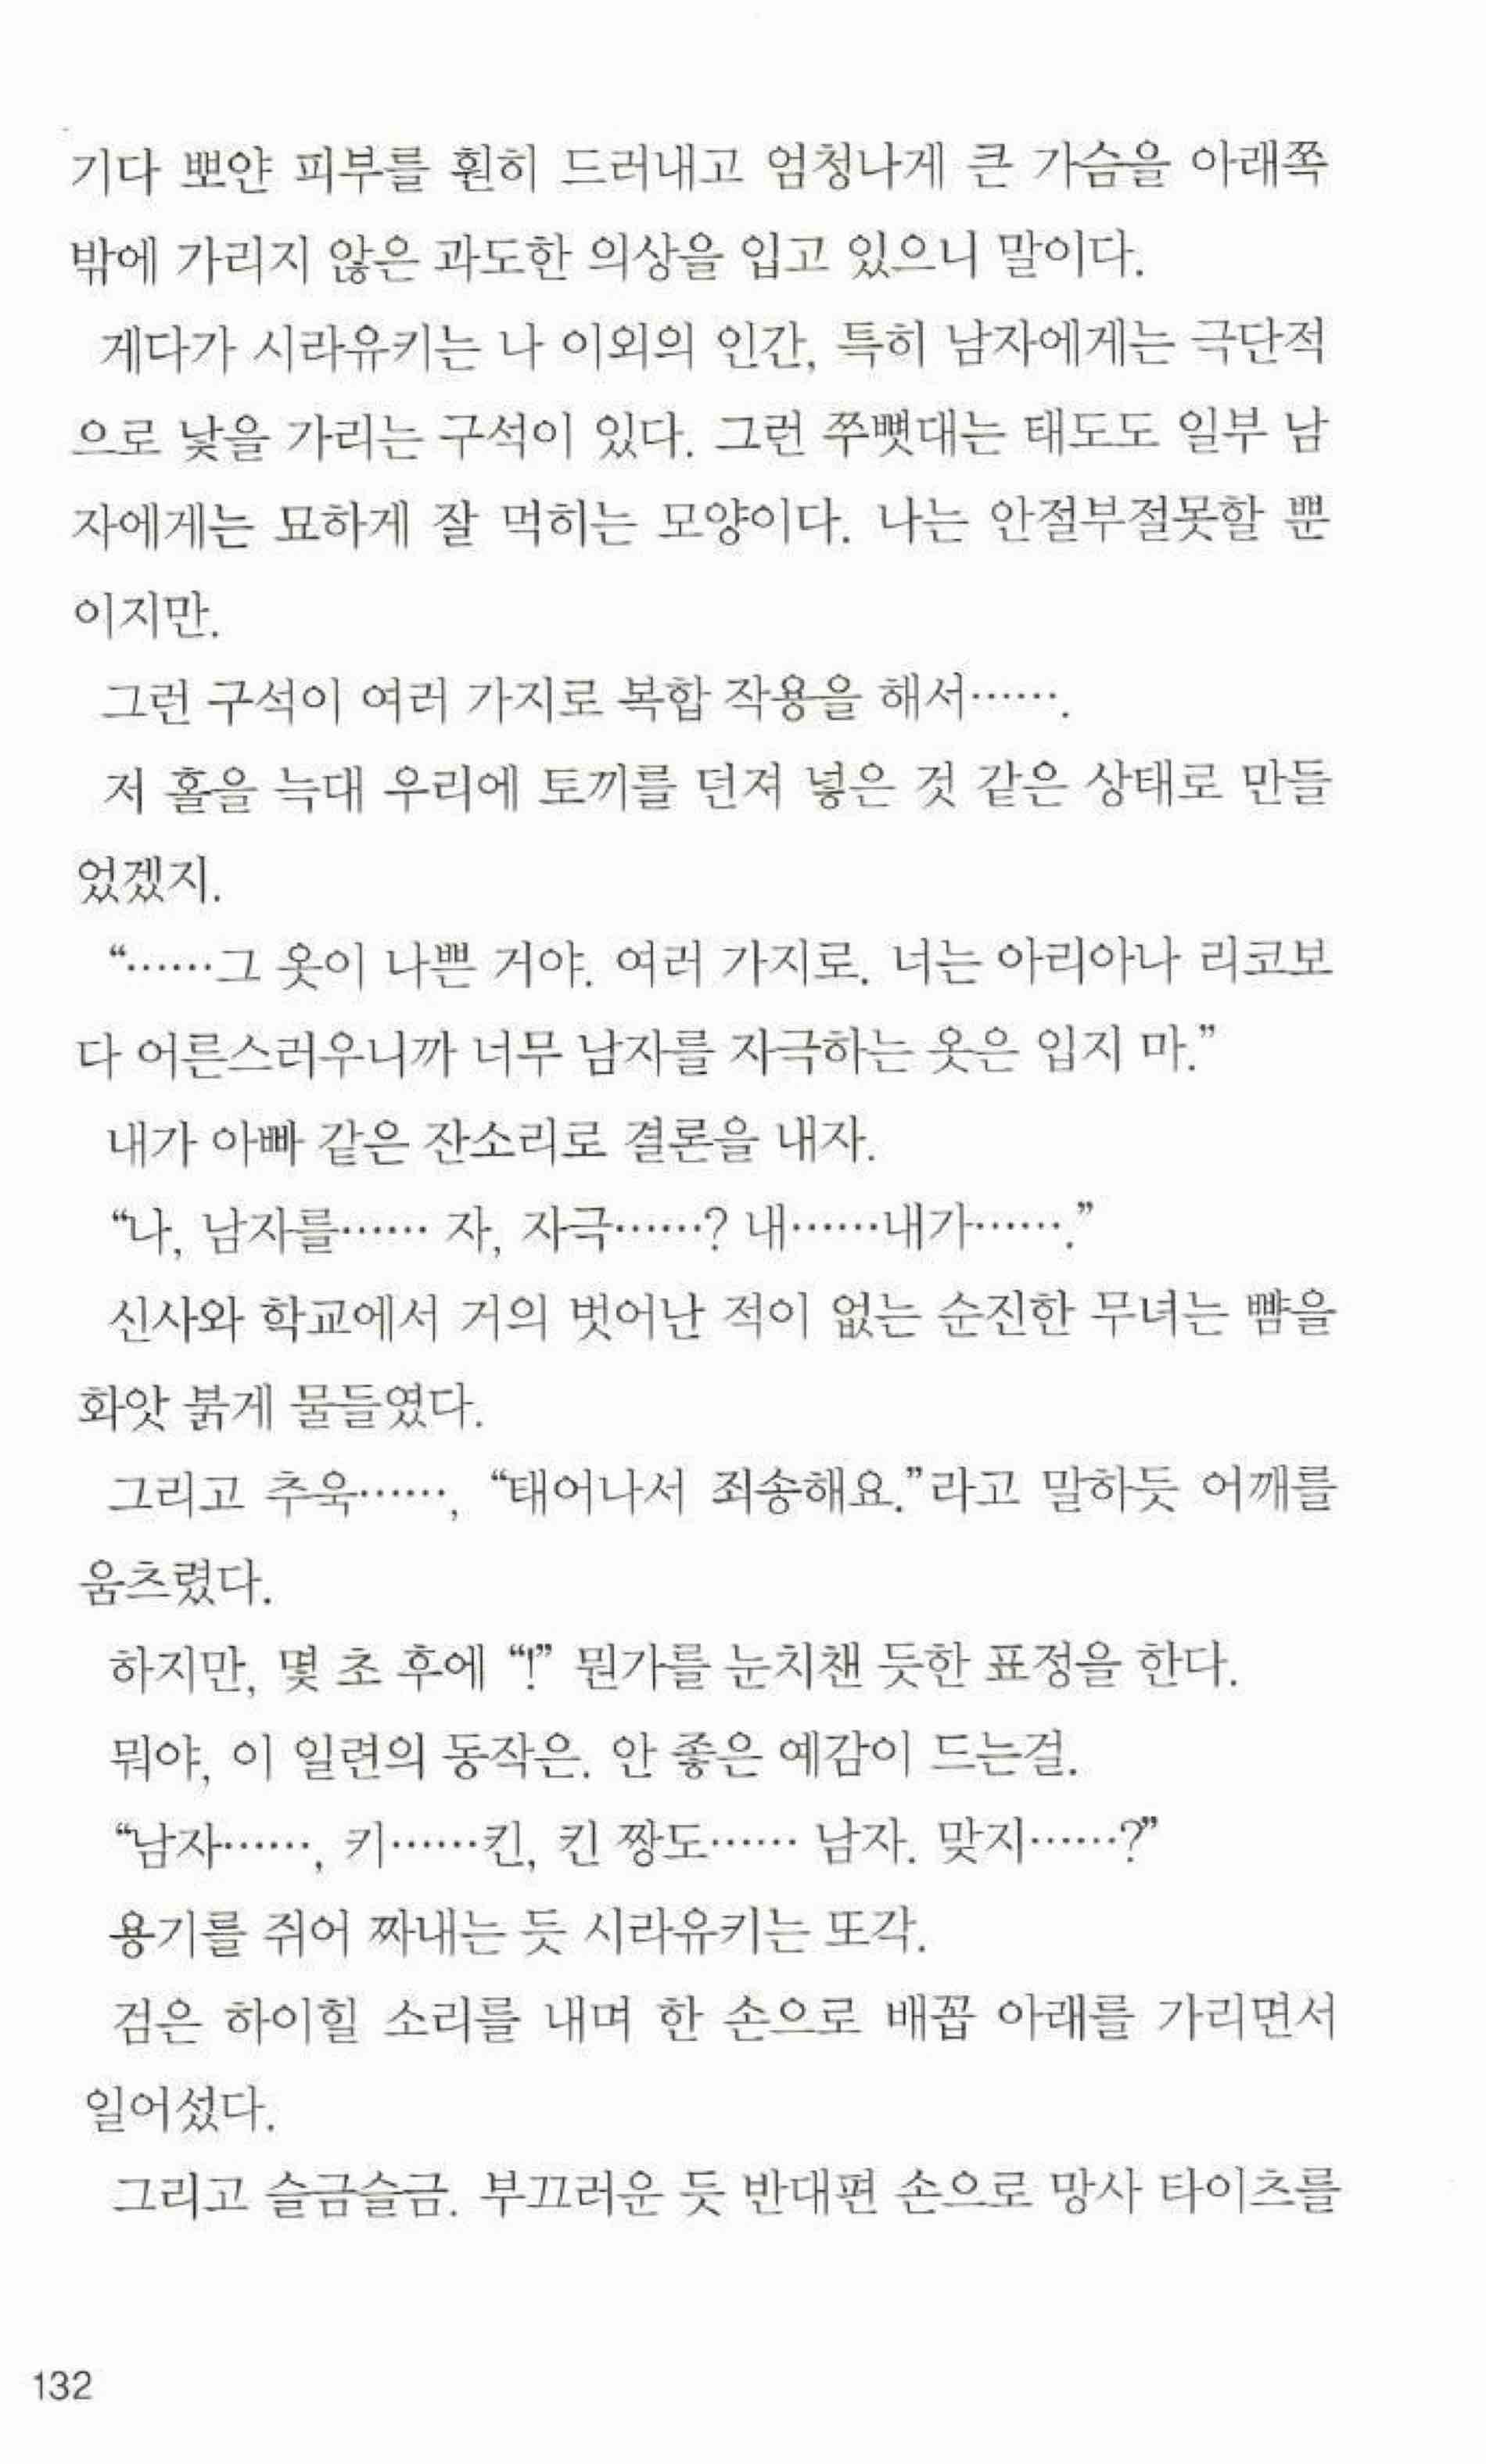 기다 뽀얀 피부를 훤히 드러내고 엄청나게 큰 가슴을 아래쪽
밖에 가리지 않은 과도한 의상을 입고 있으니 말이다.
게다가 시라유키는 나 이외의 인간, 특히 남자에게는 극단적
으로 낯을 가리는 구석이 있다. 그런 쭈뼛대는 태도도 일부 남
자에게는 묘하게 잘 먹히는 모양이다. 나는 안절부절못할 뿐
이지만.
그런 구석이 여러 가지로 복합 작용을 해서…….
저 홀을 늑대 우리에 토끼를 던져 넣은 것 같은 상태로 만들
었겠지.
“……그 옷이 나쁜 거야. 여러 가지로. 너는 아리아나 리코보
다 어른스러우니까 너무 남자를 자극하는 옷은 입지 마.”
내가 아빠 같은 잔소리로 결론을 내자.
“나, 남자를…… 자, 자극……? 내……내가…….”
신사와 학교에서 거의 벗어난 적이 없는 순진한 무녀는 뺨을
화앗 붉게 물들였다.
그리고 추욱……, “태어나서 죄송해요.”라고 말하듯 어깨를
움츠렸다.
하지만, 몇 초 후에 “!” 뭔가를 눈치챈 듯한 표정을 한다.
뭐야, 이 일련의 동작은. 안 좋은 예감이 드는걸.
“남자……, 키……킨, 킨 짱도…… 남자. 맞지……?”
용기를 쥐어 짜내는 듯 시라유키는 또각.
검은 하이힐 소리를 내며 한 손으로 배꼽 아래를 가리면서
일어섰다.
그리고 슬금슬금. 부끄러운 듯 반대편 손으로 망사 타이츠를
132